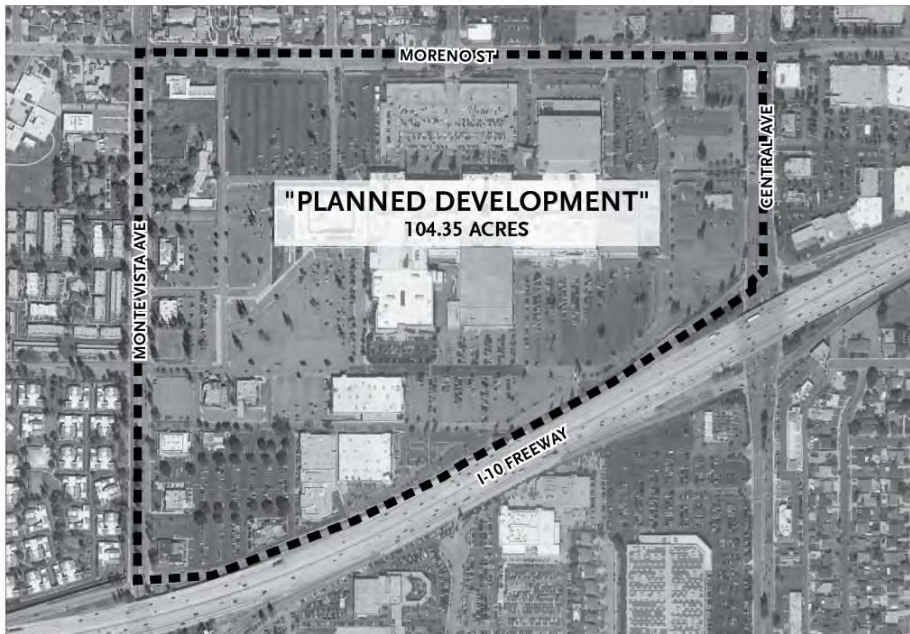 MORENO ST
"PLANNED DEVELOPMENT"
104.35 ACRES
CENTRAL AVE
MONTE VISTA AVE
I-10 FREEWAY